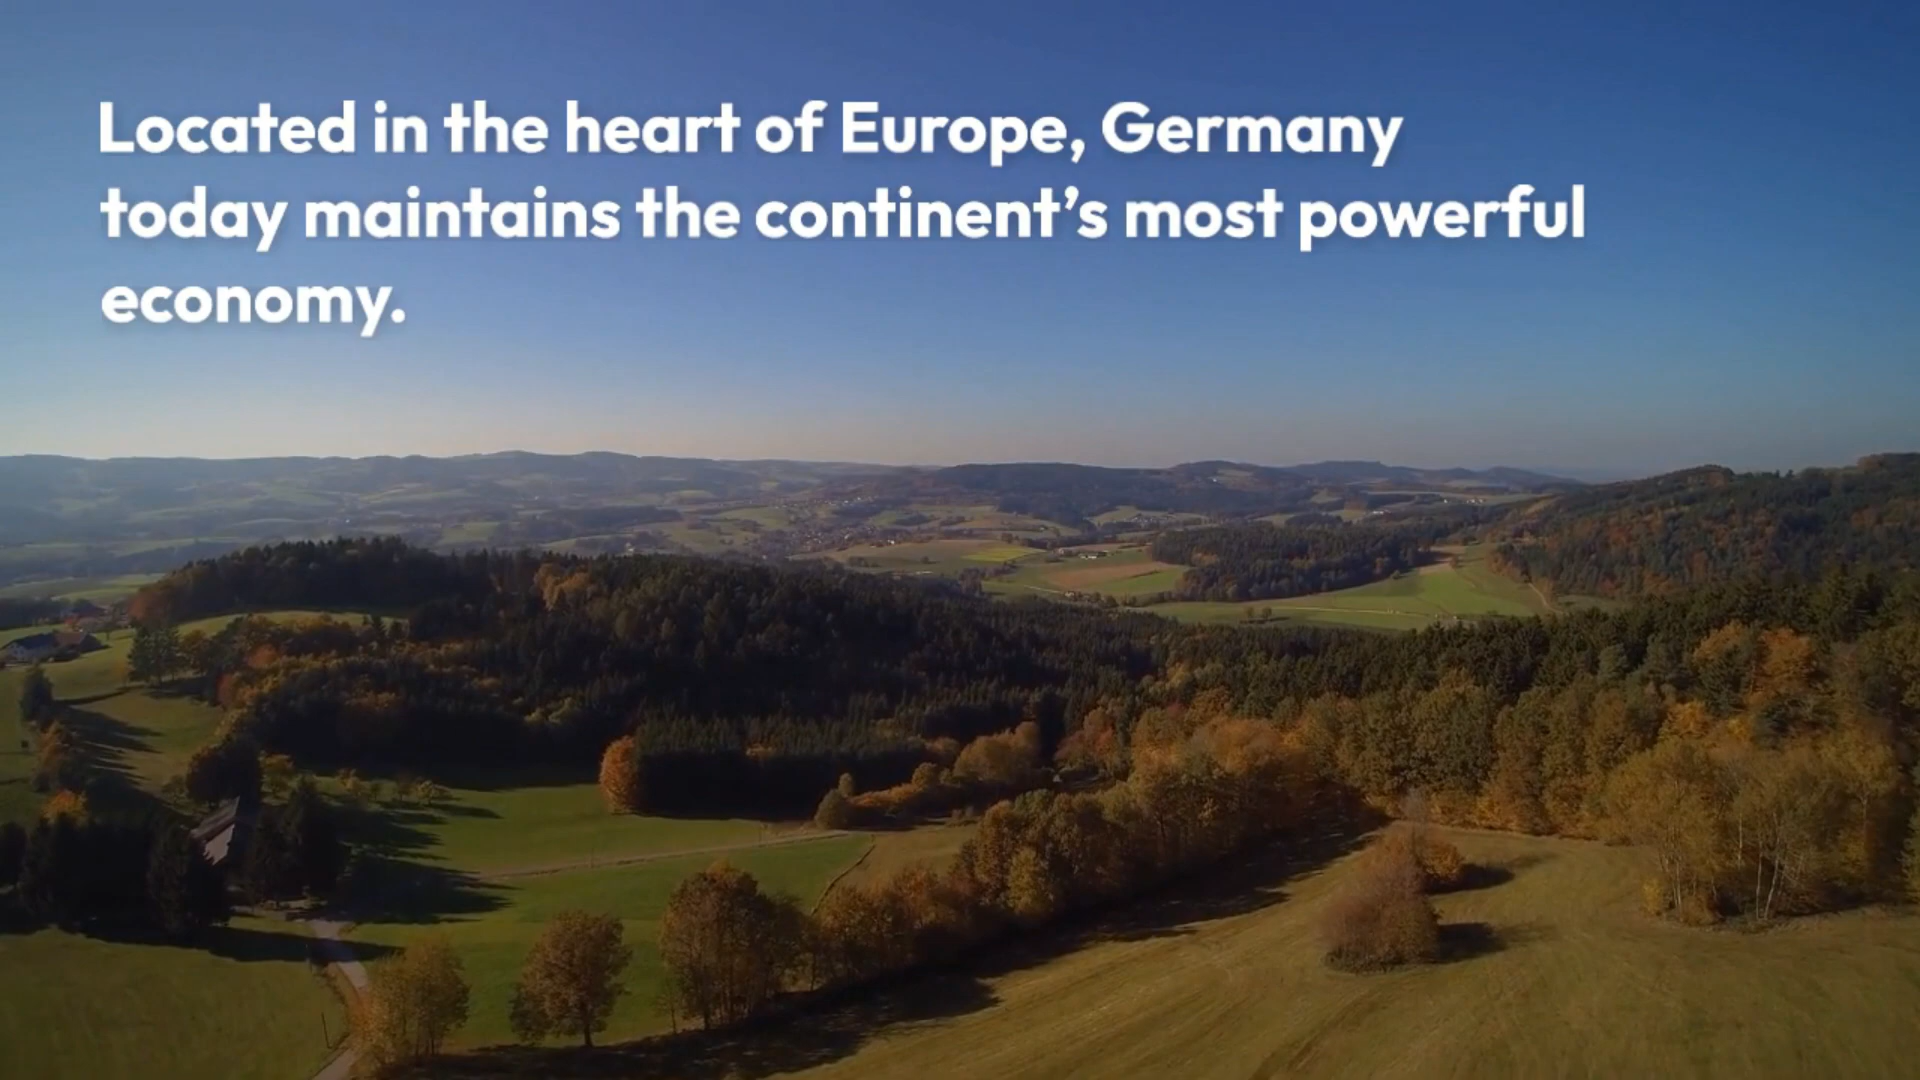 Located in the heart of Europe, Germany
today maintains the continent’s most powerful
economy.